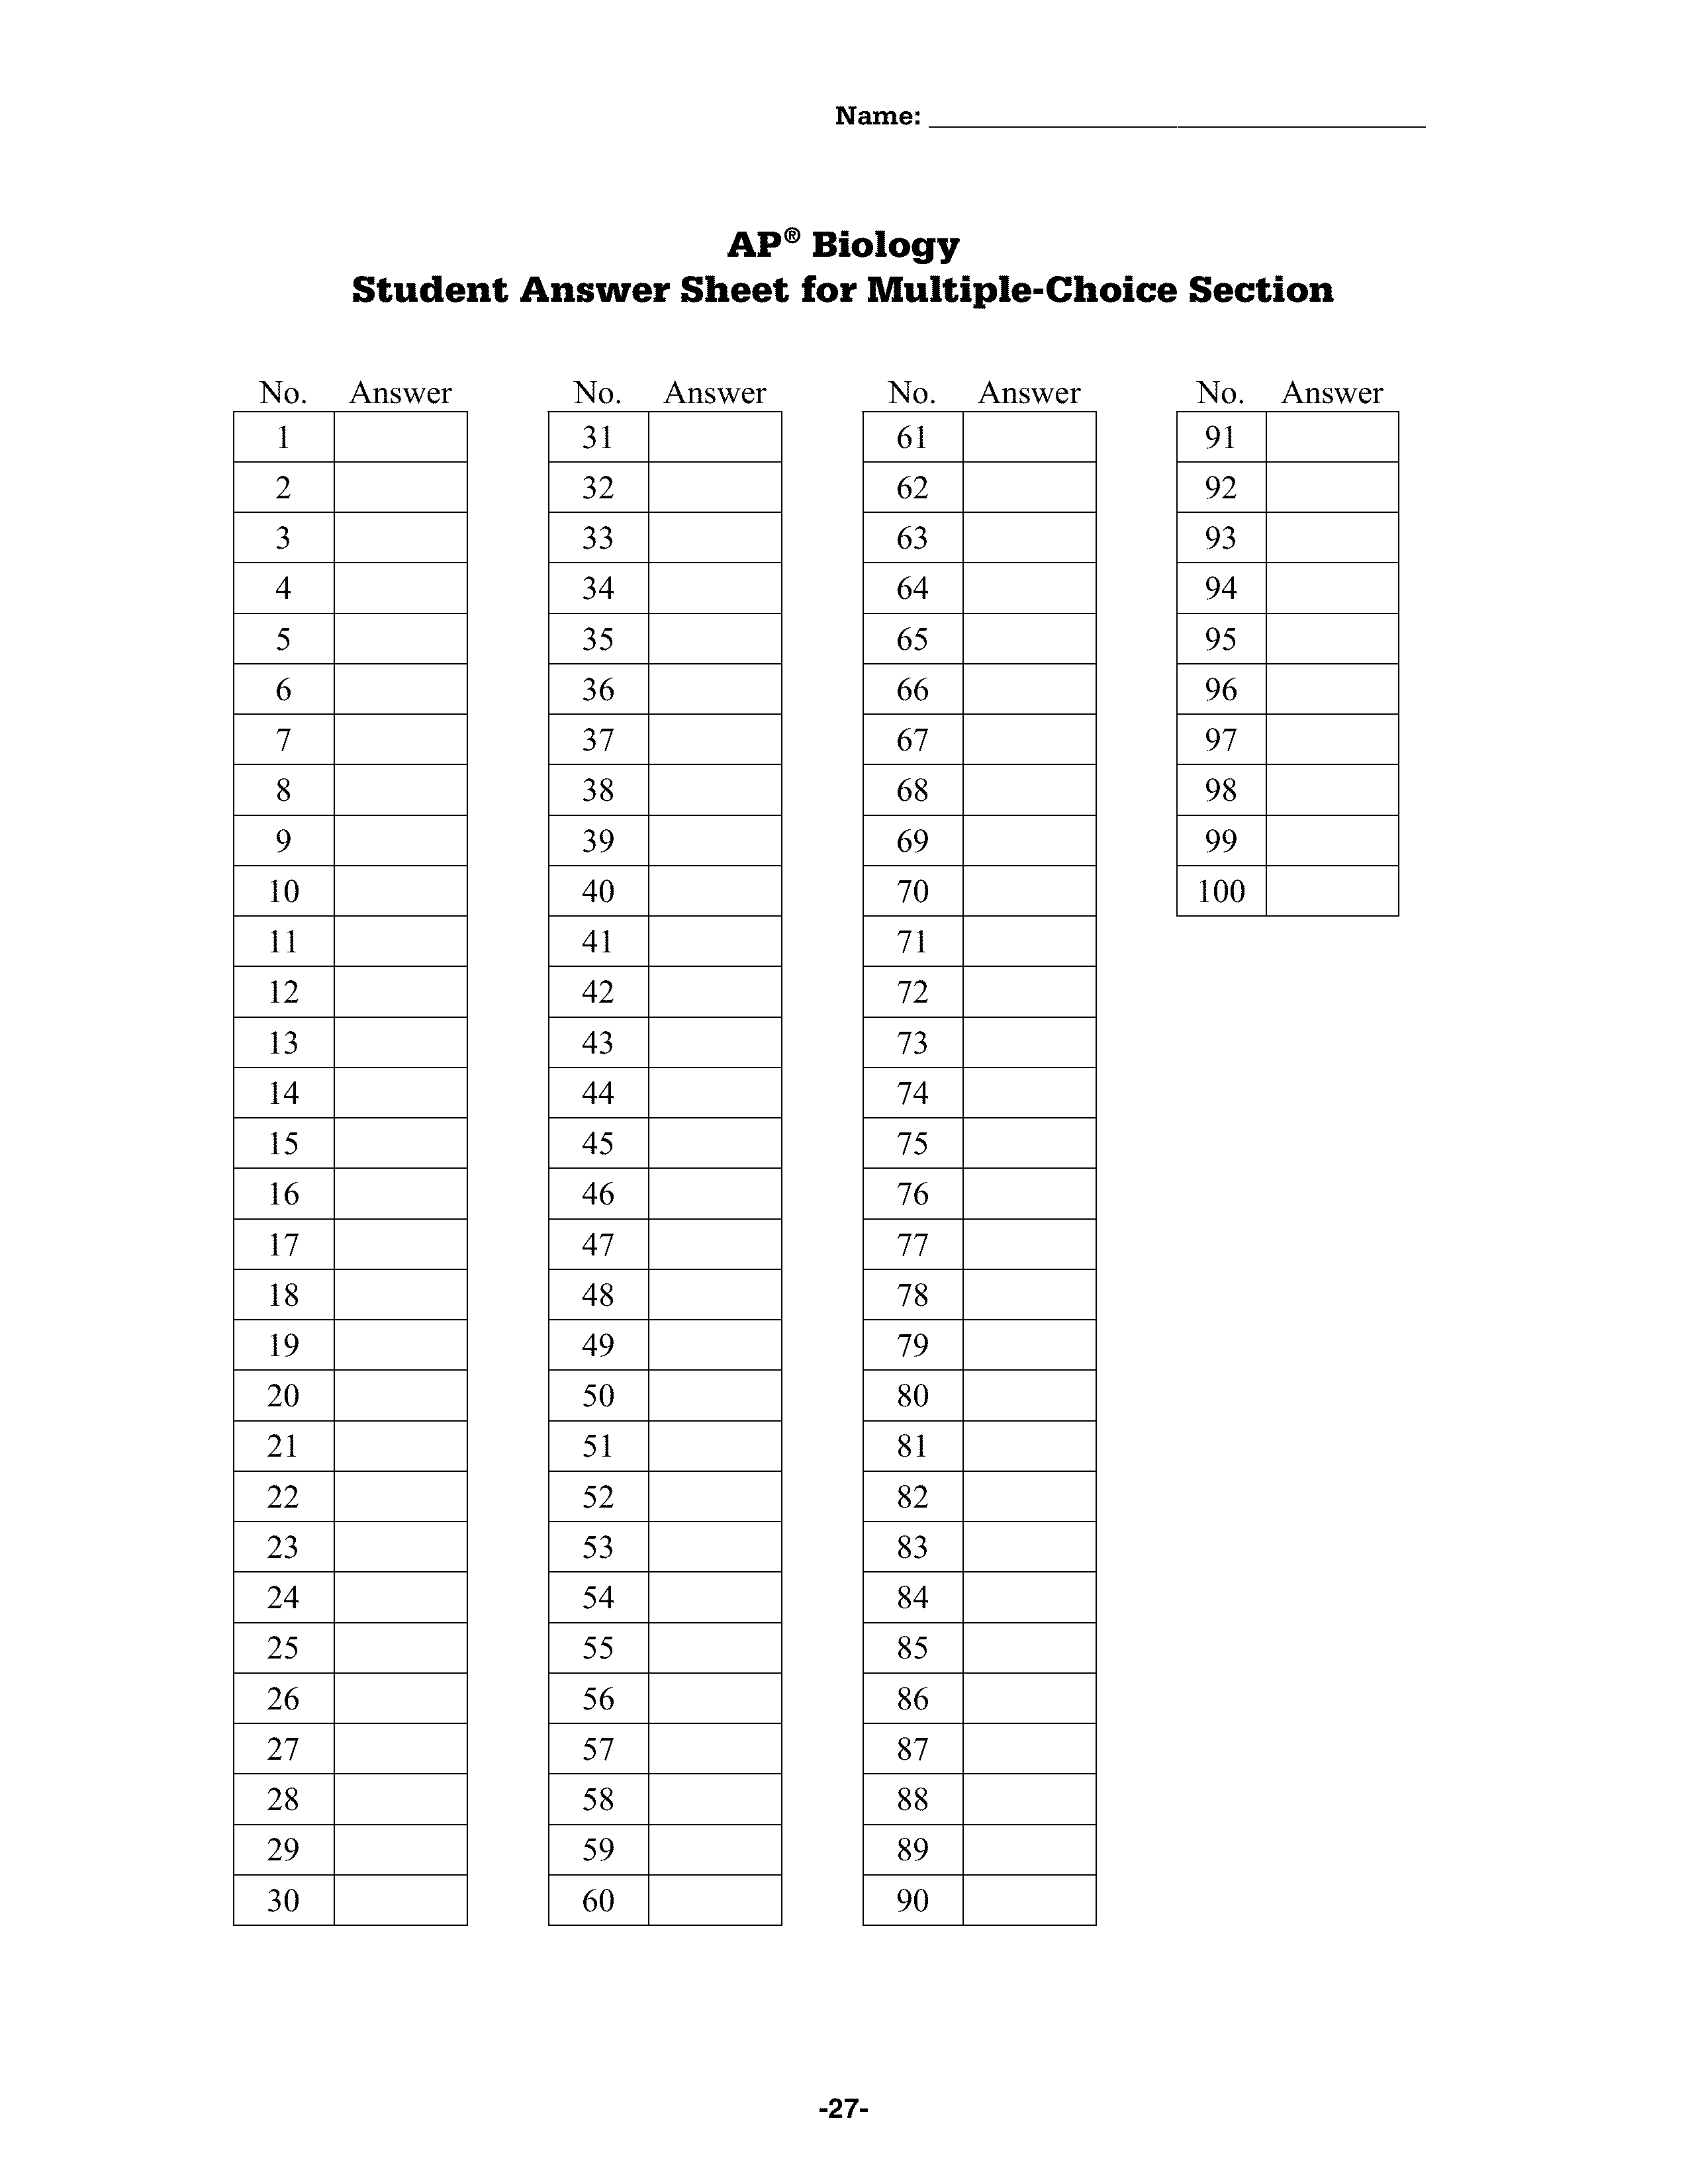 Name: ____________________
AP® Biology
Student Answer Sheet for Multiple-Choice Section
No. Answer No. Answer No. Answer No. Answer
1 31 61 91
2 32 62 92
3 33 63 93
4 34 64 94
5 35 65 95
6 36 66 96
7 37 67 97
8 38 68 98
9 39 69 99
10 40 70 100
11 41 71
12 42 72
13 43 73
14 44 74
15 45 75
16 46 76
17 47 77
18 48 78
19 49 79
20 50 80
21 51 81
22 52 82
23 53 83
24 54 84
25 55 85
26 56 86
27 57 87
28 58 88
29 59 89
30 60 90
-27-